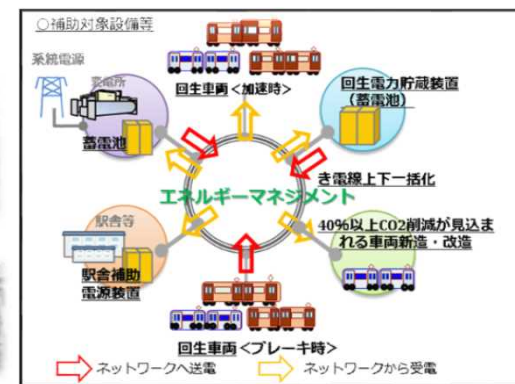 ○補助対象設備等
系統電源
変電所
蓄電池
回生車両＜加速時＞
回生電力貯蔵装置
（蓄電池）
き電線上下一括化
エネルギーマネジメント
40％以上CO2削減が見込ま
れる車両新造・改造
駅舎等
駅舎補助
電源装置
回生車両＜ブレーキ時＞
ネットワークへ送電
ネットワークから受電